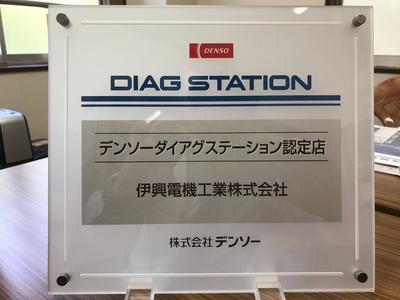 DENSO
DIAG STATION
デンソーダイアグステーション認定店
伊興電機工業株式会社
株式会社 デンソー